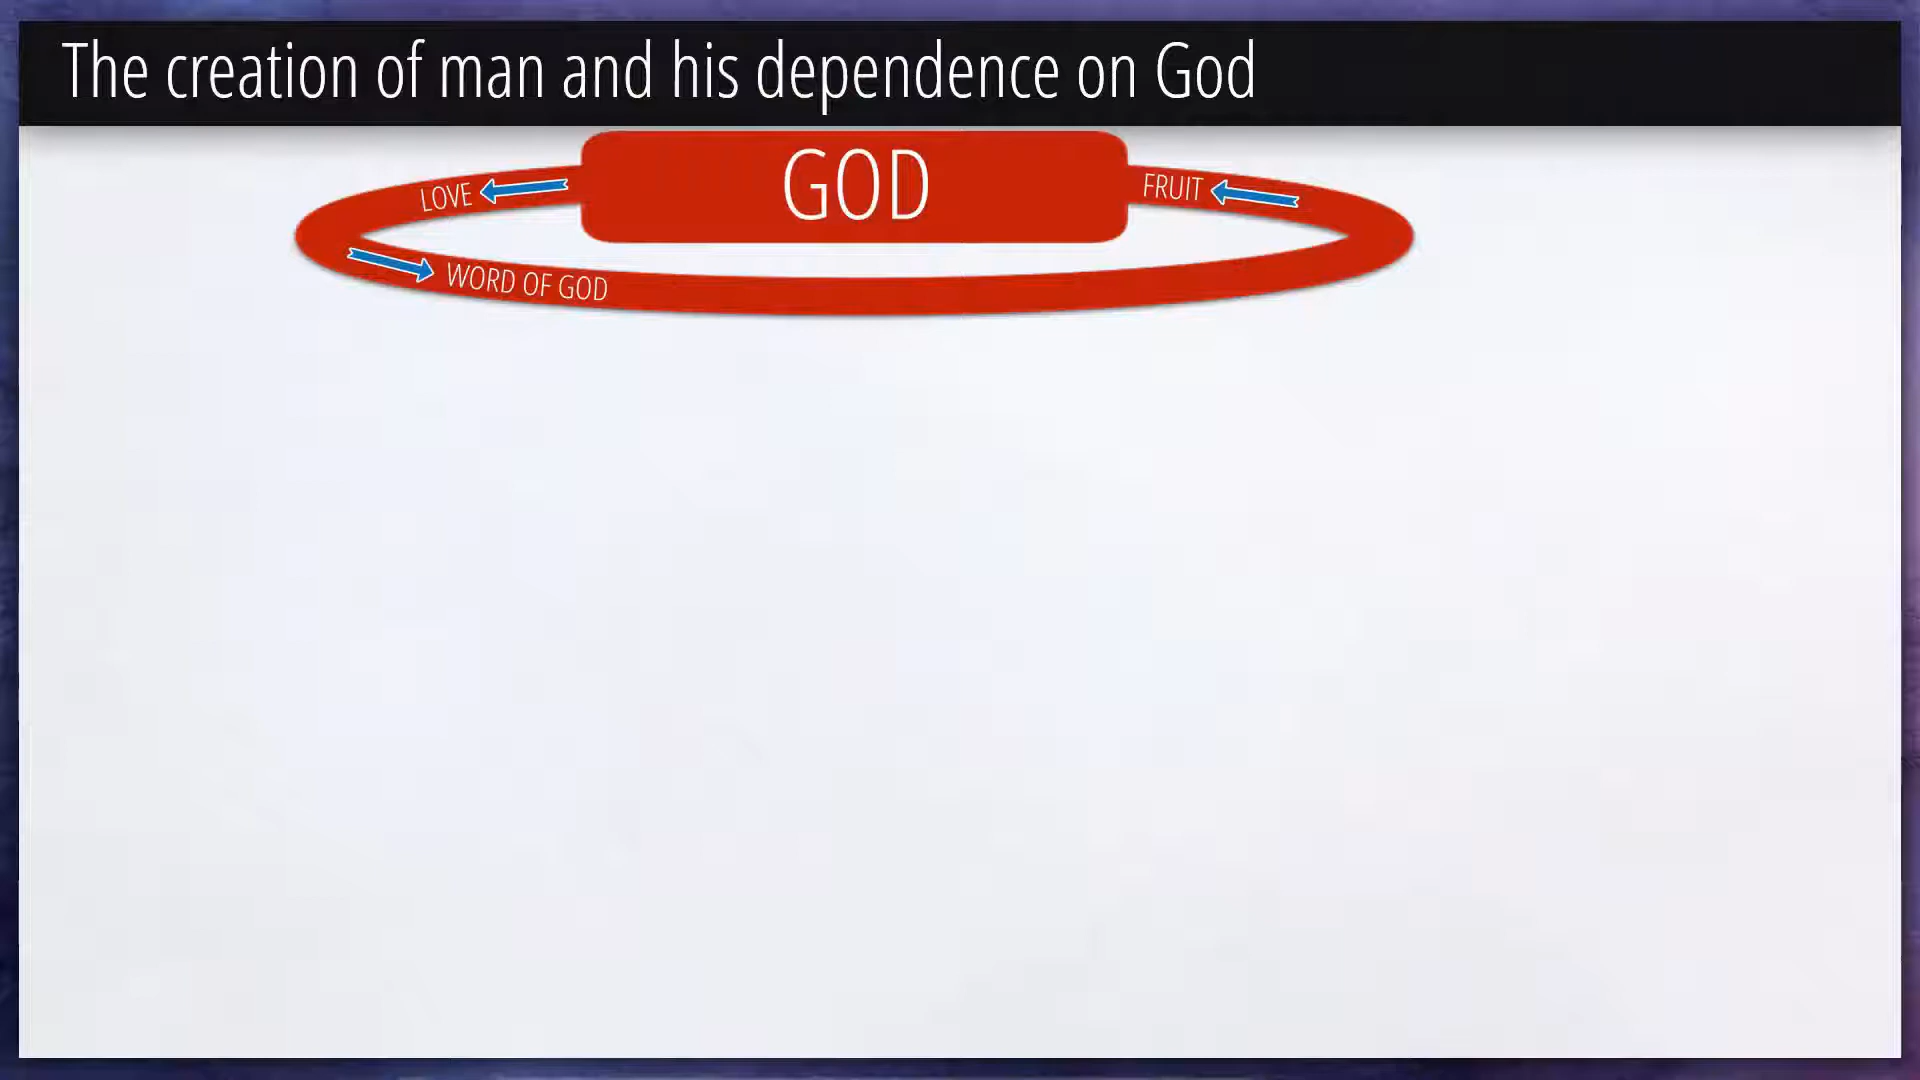 The creation of man and his dependence on God
GOD
LOVE
FRUIT
WORD OF GOD